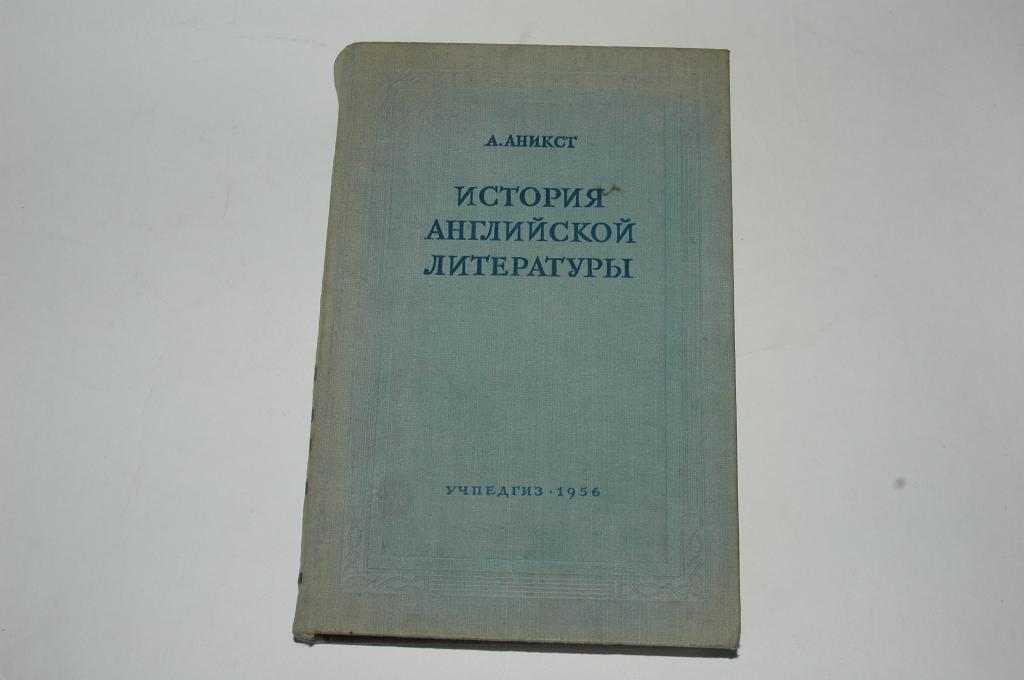 А. АНИКСТ
ИСТОРИЯ
АНГЛИЙСКОЙ
ЛИТЕРАТУРЫ
УЧПЕДГИЗ · 1956